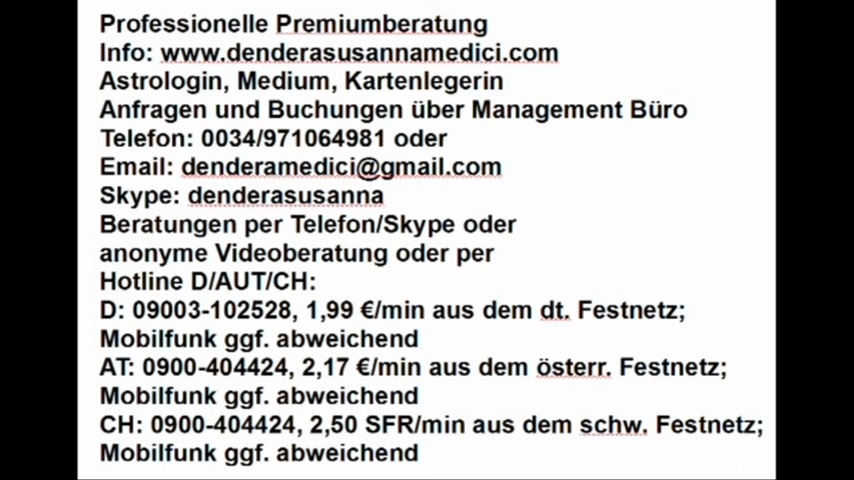 Professionelle Premiumberatung
Info: www.denderasusannamedici.com
Astrologin, Medium, Kartenlegerin
Anfragen und Buchungen über Management Büro
Telefon: 0034/971064981 oder
Email: denderamedici@gmail.com
Skype: denderasusanna
Beratungen per Telefon/Skype oder
anonyme Videoberatung oder per
Hotline D/AUT/CH:
D: 09003-102528, 1,99 €/min aus dem dt. Festnetz;
Mobilfunk ggf. abweichend
AT: 0900-404424, 2,17 €/min aus dem österr. Festnetz;
Mobilfunk ggf. abweichend
CH: 0900-404424, 2,50 SFR/min aus dem schw. Festnetz;
Mobilfunk ggf. abweichend